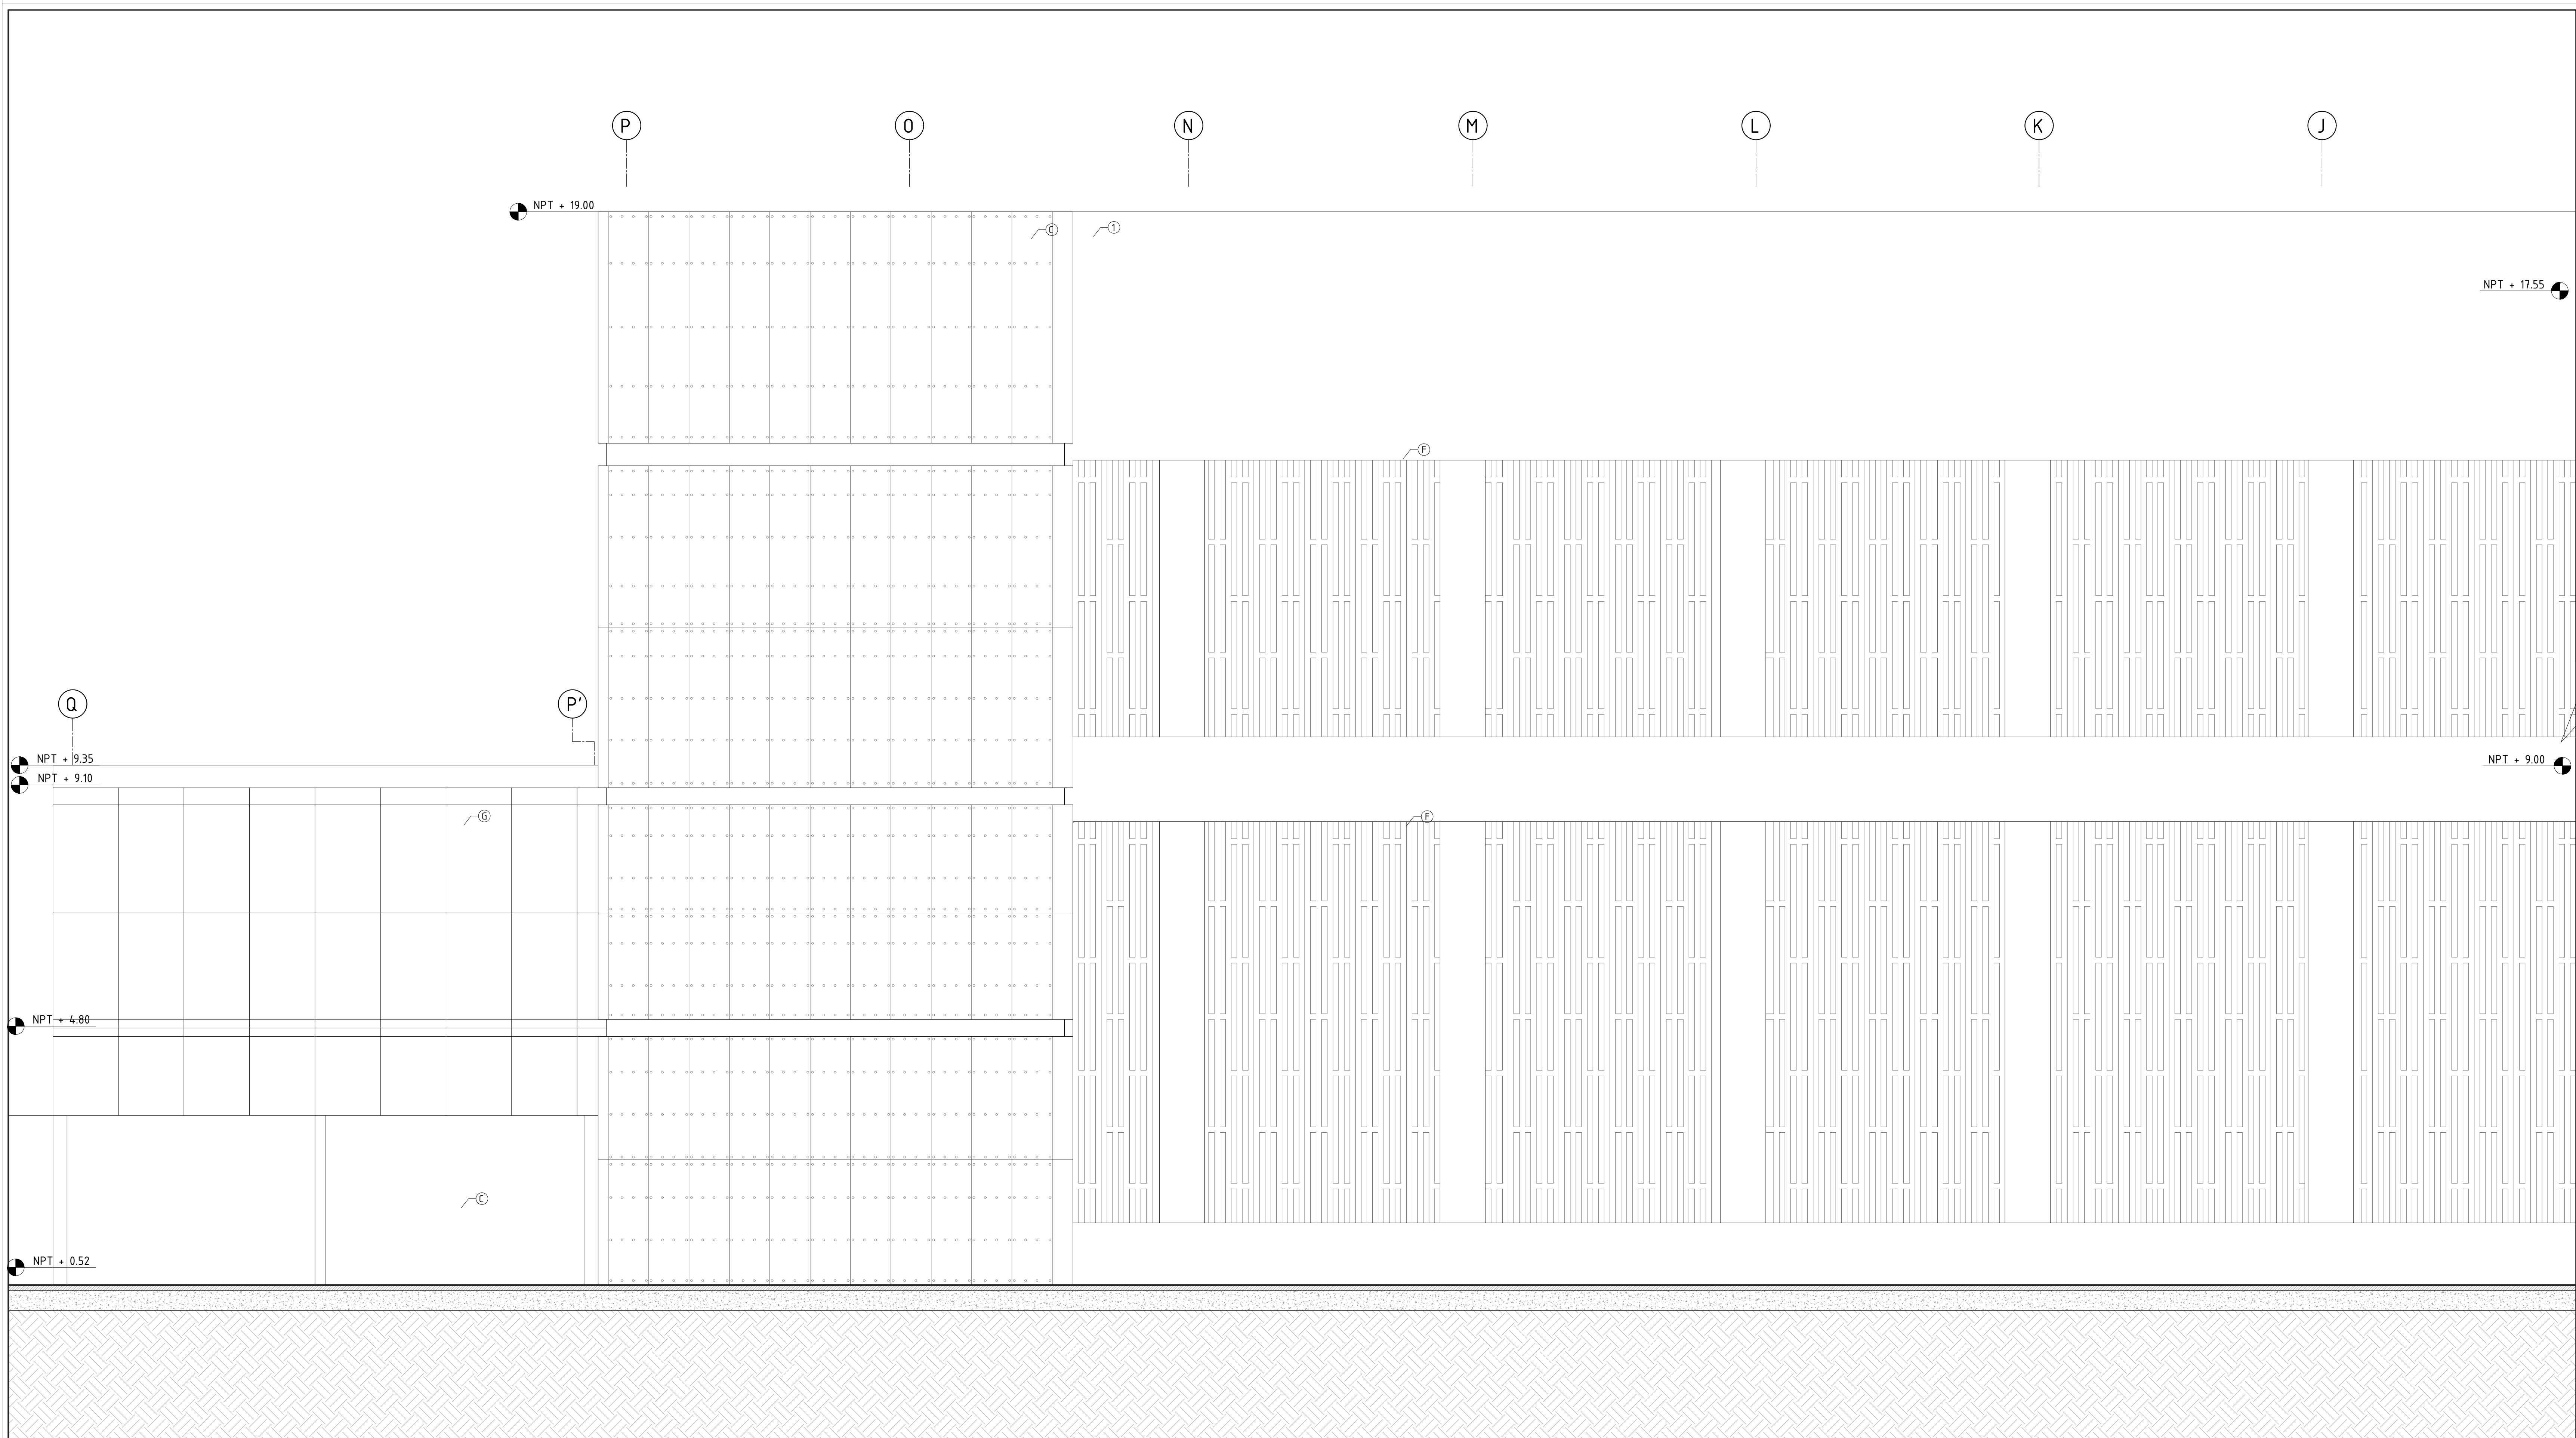 P
O
N
M
L
K
J
NPT + 19.00
C
1
NPT + 17.55
F
Q
P'
NPT + 9.35
NPT + 9.00
NPT + 9.10
G
F
NPT + 4.80
C
NPT + 0.52